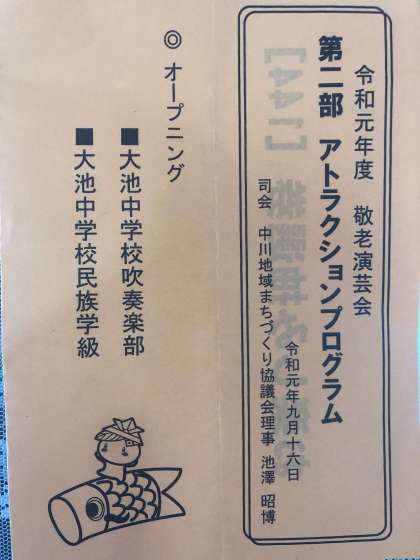 令和元年度 敬老演芸会
第二部 アトラクションプログラム
令和元年九月十六日
司会 中川地域まちづくり協議会理事 池澤 昭博
◎ オープニング
■大池中学校吹奏楽部
■大池中学校民族学級